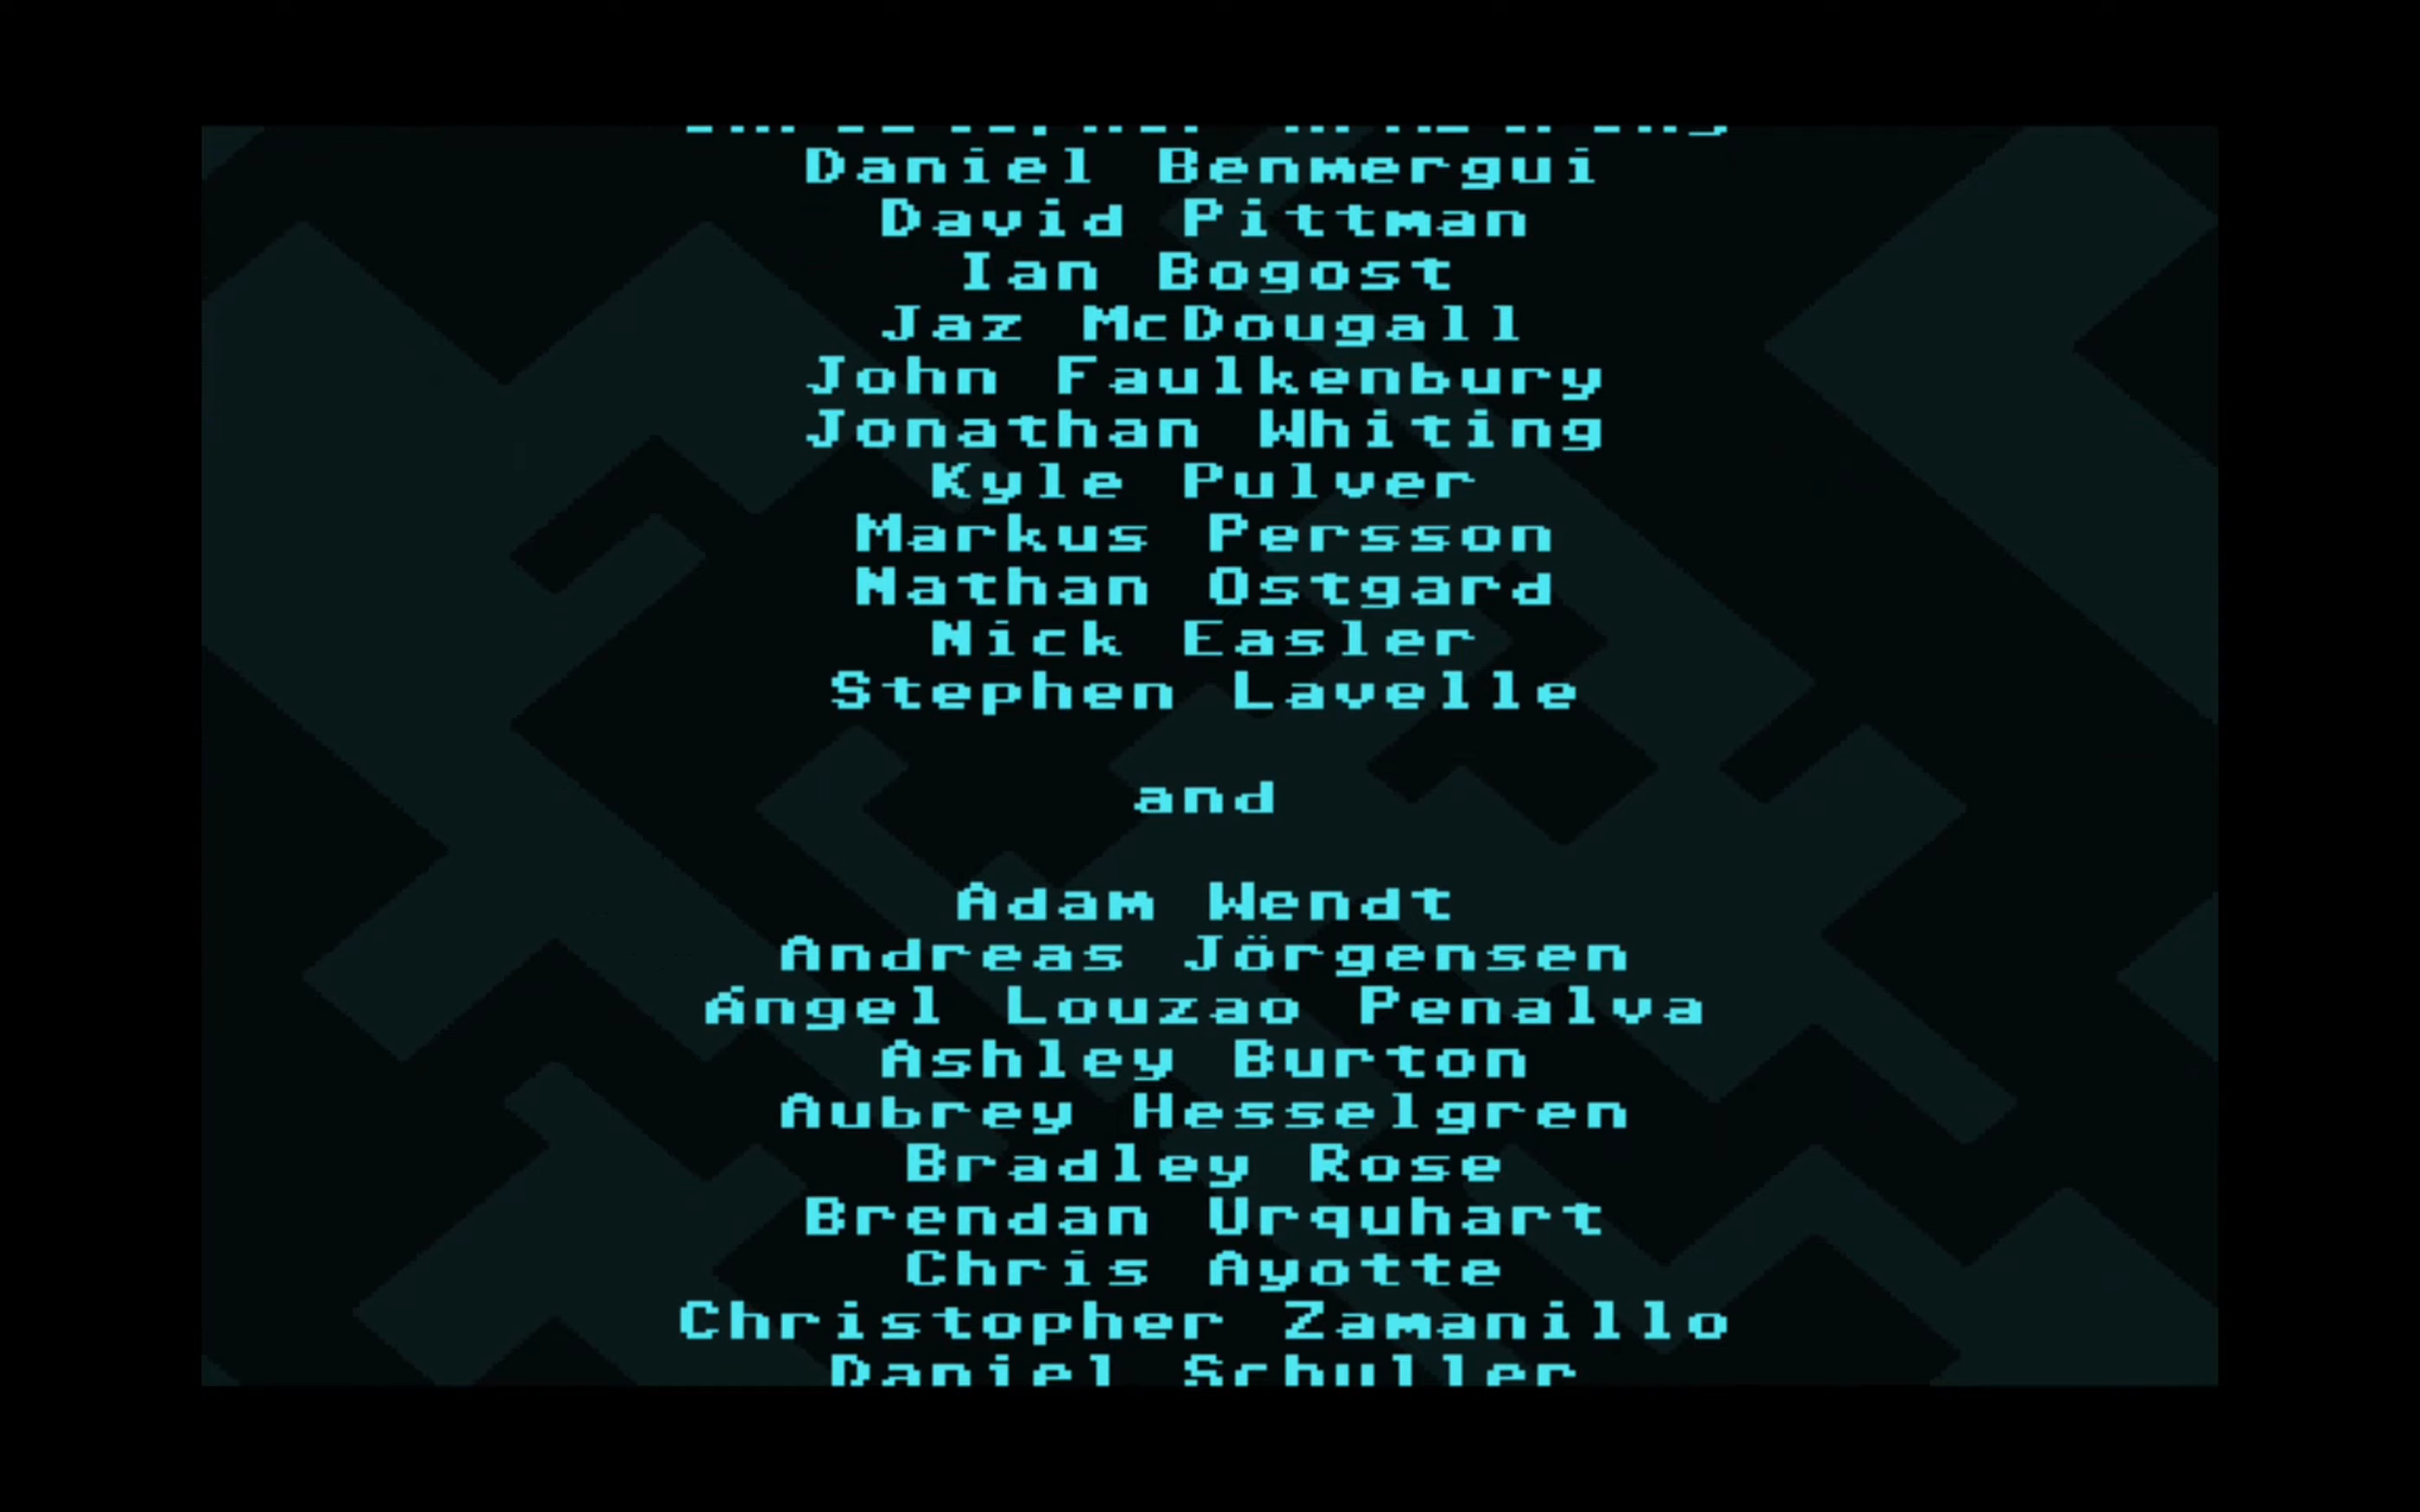 Daniel Benmergui
David Pittman
Ian Bogost
Jaz McDougall
John Faulkenbury
Jonathan Whiting
Kyle Pulver
Markus Persson
Nathan Ostgard
Nick Easler
Stephen Lavelle
and
Adam Wendt
Andreas Jörgensen
Ángel Louzao Penalva
Ashley Burton
Aubrey Hesselgren
Bradley Rose
Brendan Urquhart
Chris Ayotte
Christopher Zamanillo
Daniel Schuller